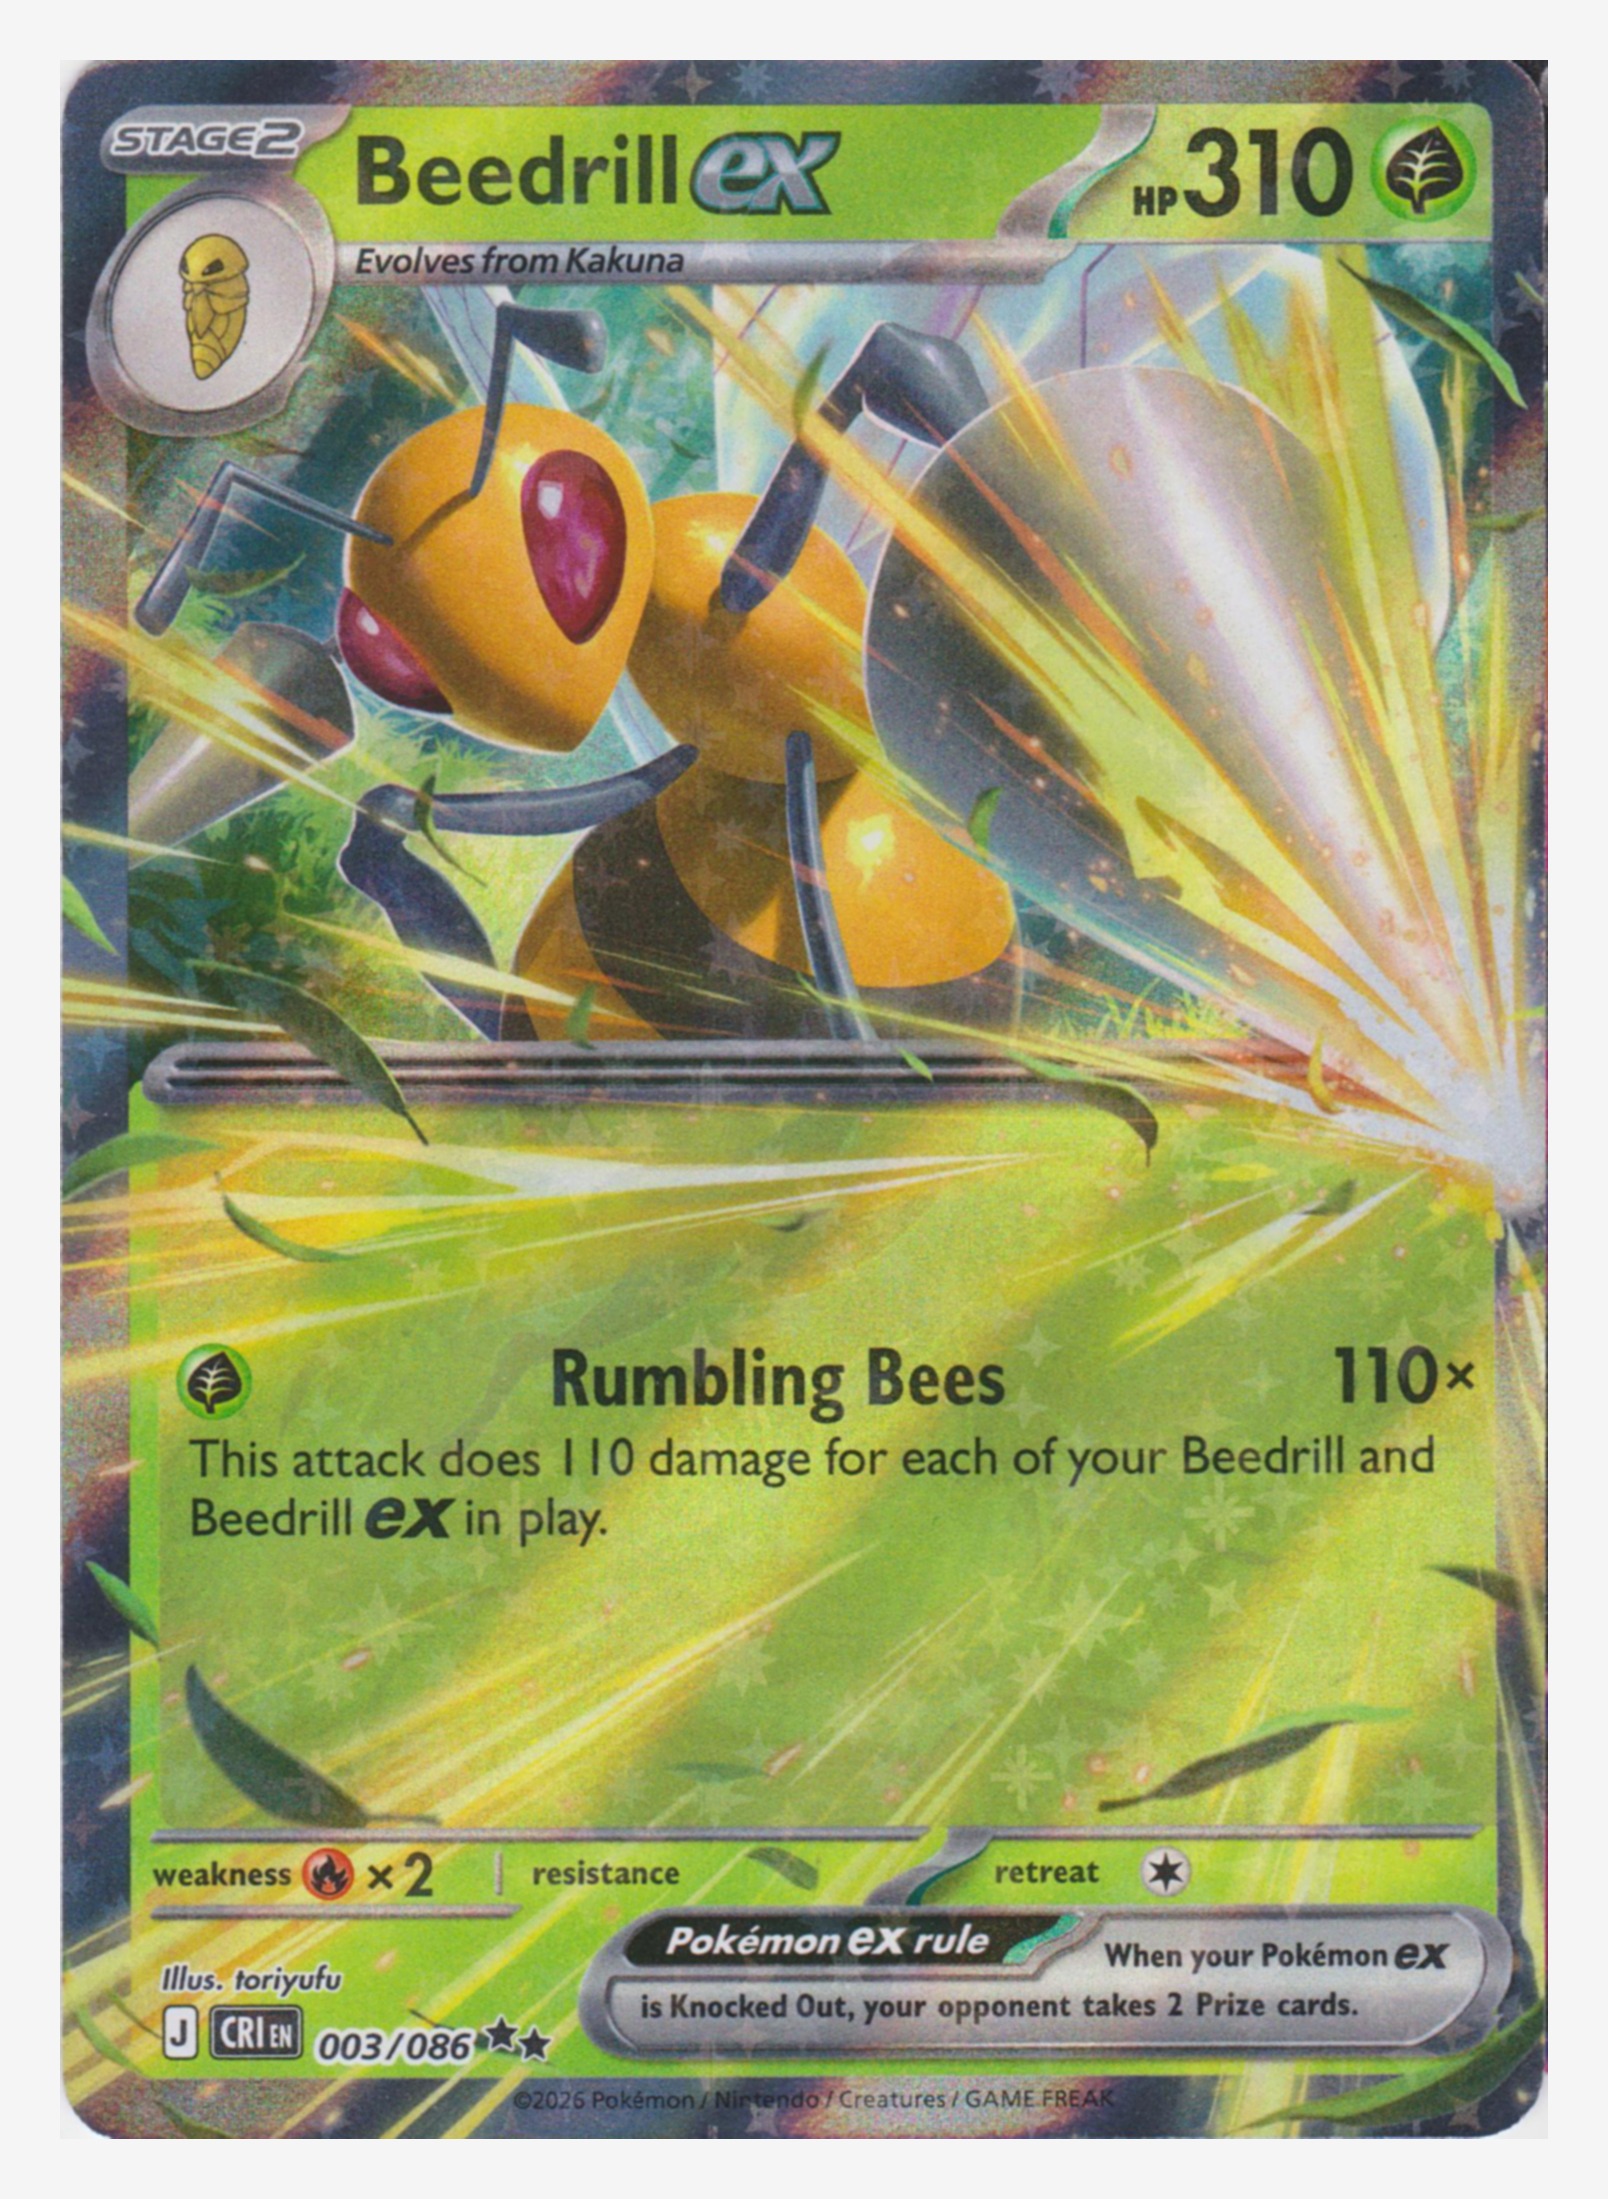 STAGE2
Beedrill ex
HP 310
Evolves from Kakuna
Rumbling Bees 110×
This attack does 110 damage for each of your Beedrill and
Beedrill ex in play.
weakness ×2 resistance retreat
Pokémon ex rule When your Pokémon ex
is Knocked Out, your opponent takes 2 Prize cards.
Illus. toriyufu
J CRI EN 003/086
©2026 Pokémon / Nintendo / Creatures / GAME FREAK